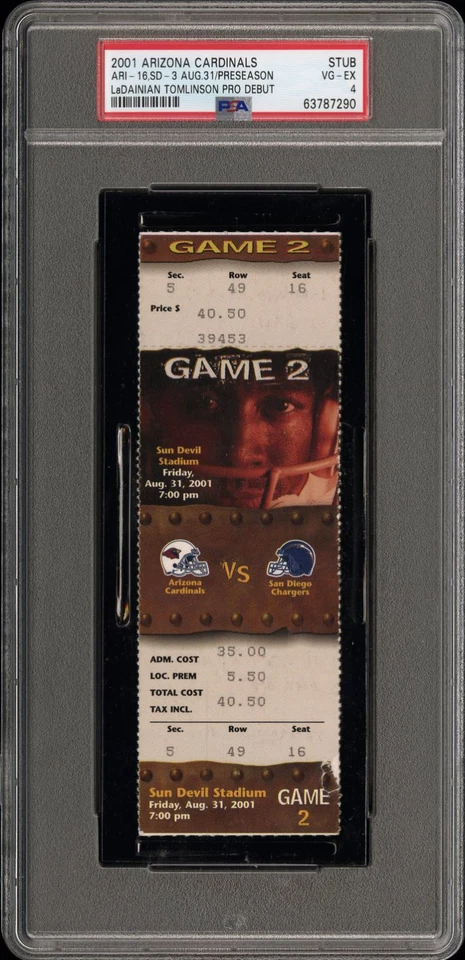 2001 ARIZONA CARDINALS STUB
ARI-16,SD-3 AUG.31/PRESEASON VG-EX
LaDAINIAN TOMLINSON PRO DEBUT 4
PSA 63787290
GAME 2
Sec. Row Seat
5 49 16
Price $ 40.50
39453
GAME 2
Sun Devil
Stadium
Friday,
Aug. 31, 2001
7:00 pm
VS
Arizona
Cardinals
San Diego
Chargers
ADM. COST 35.00
LOC. PREM 5.50
TOTAL COST 40.50
TAX INCL.
Sec. Row Seat
5 49 16
Sun Devil Stadium
Friday, Aug. 31, 2001
7:00 pm
GAME
2